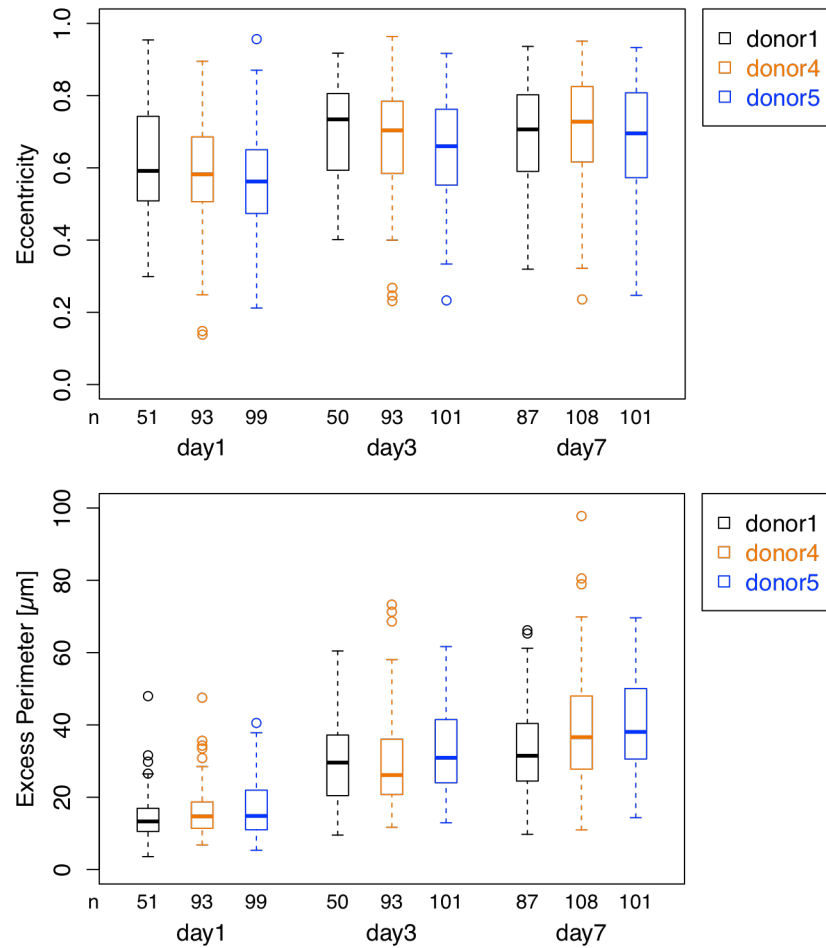 Eccentricity
1.0
0.8
0.6
0.4
0.2
0.0
donor1
donor4
donor5
n 51 93 99 50 93 101 87 108 101
day1 day3 day7
Excess Perimeter [µm]
100
80
60
40
20
0
donor1
donor4
donor5
n 51 93 99 50 93 101 87 108 101
day1 day3 day7